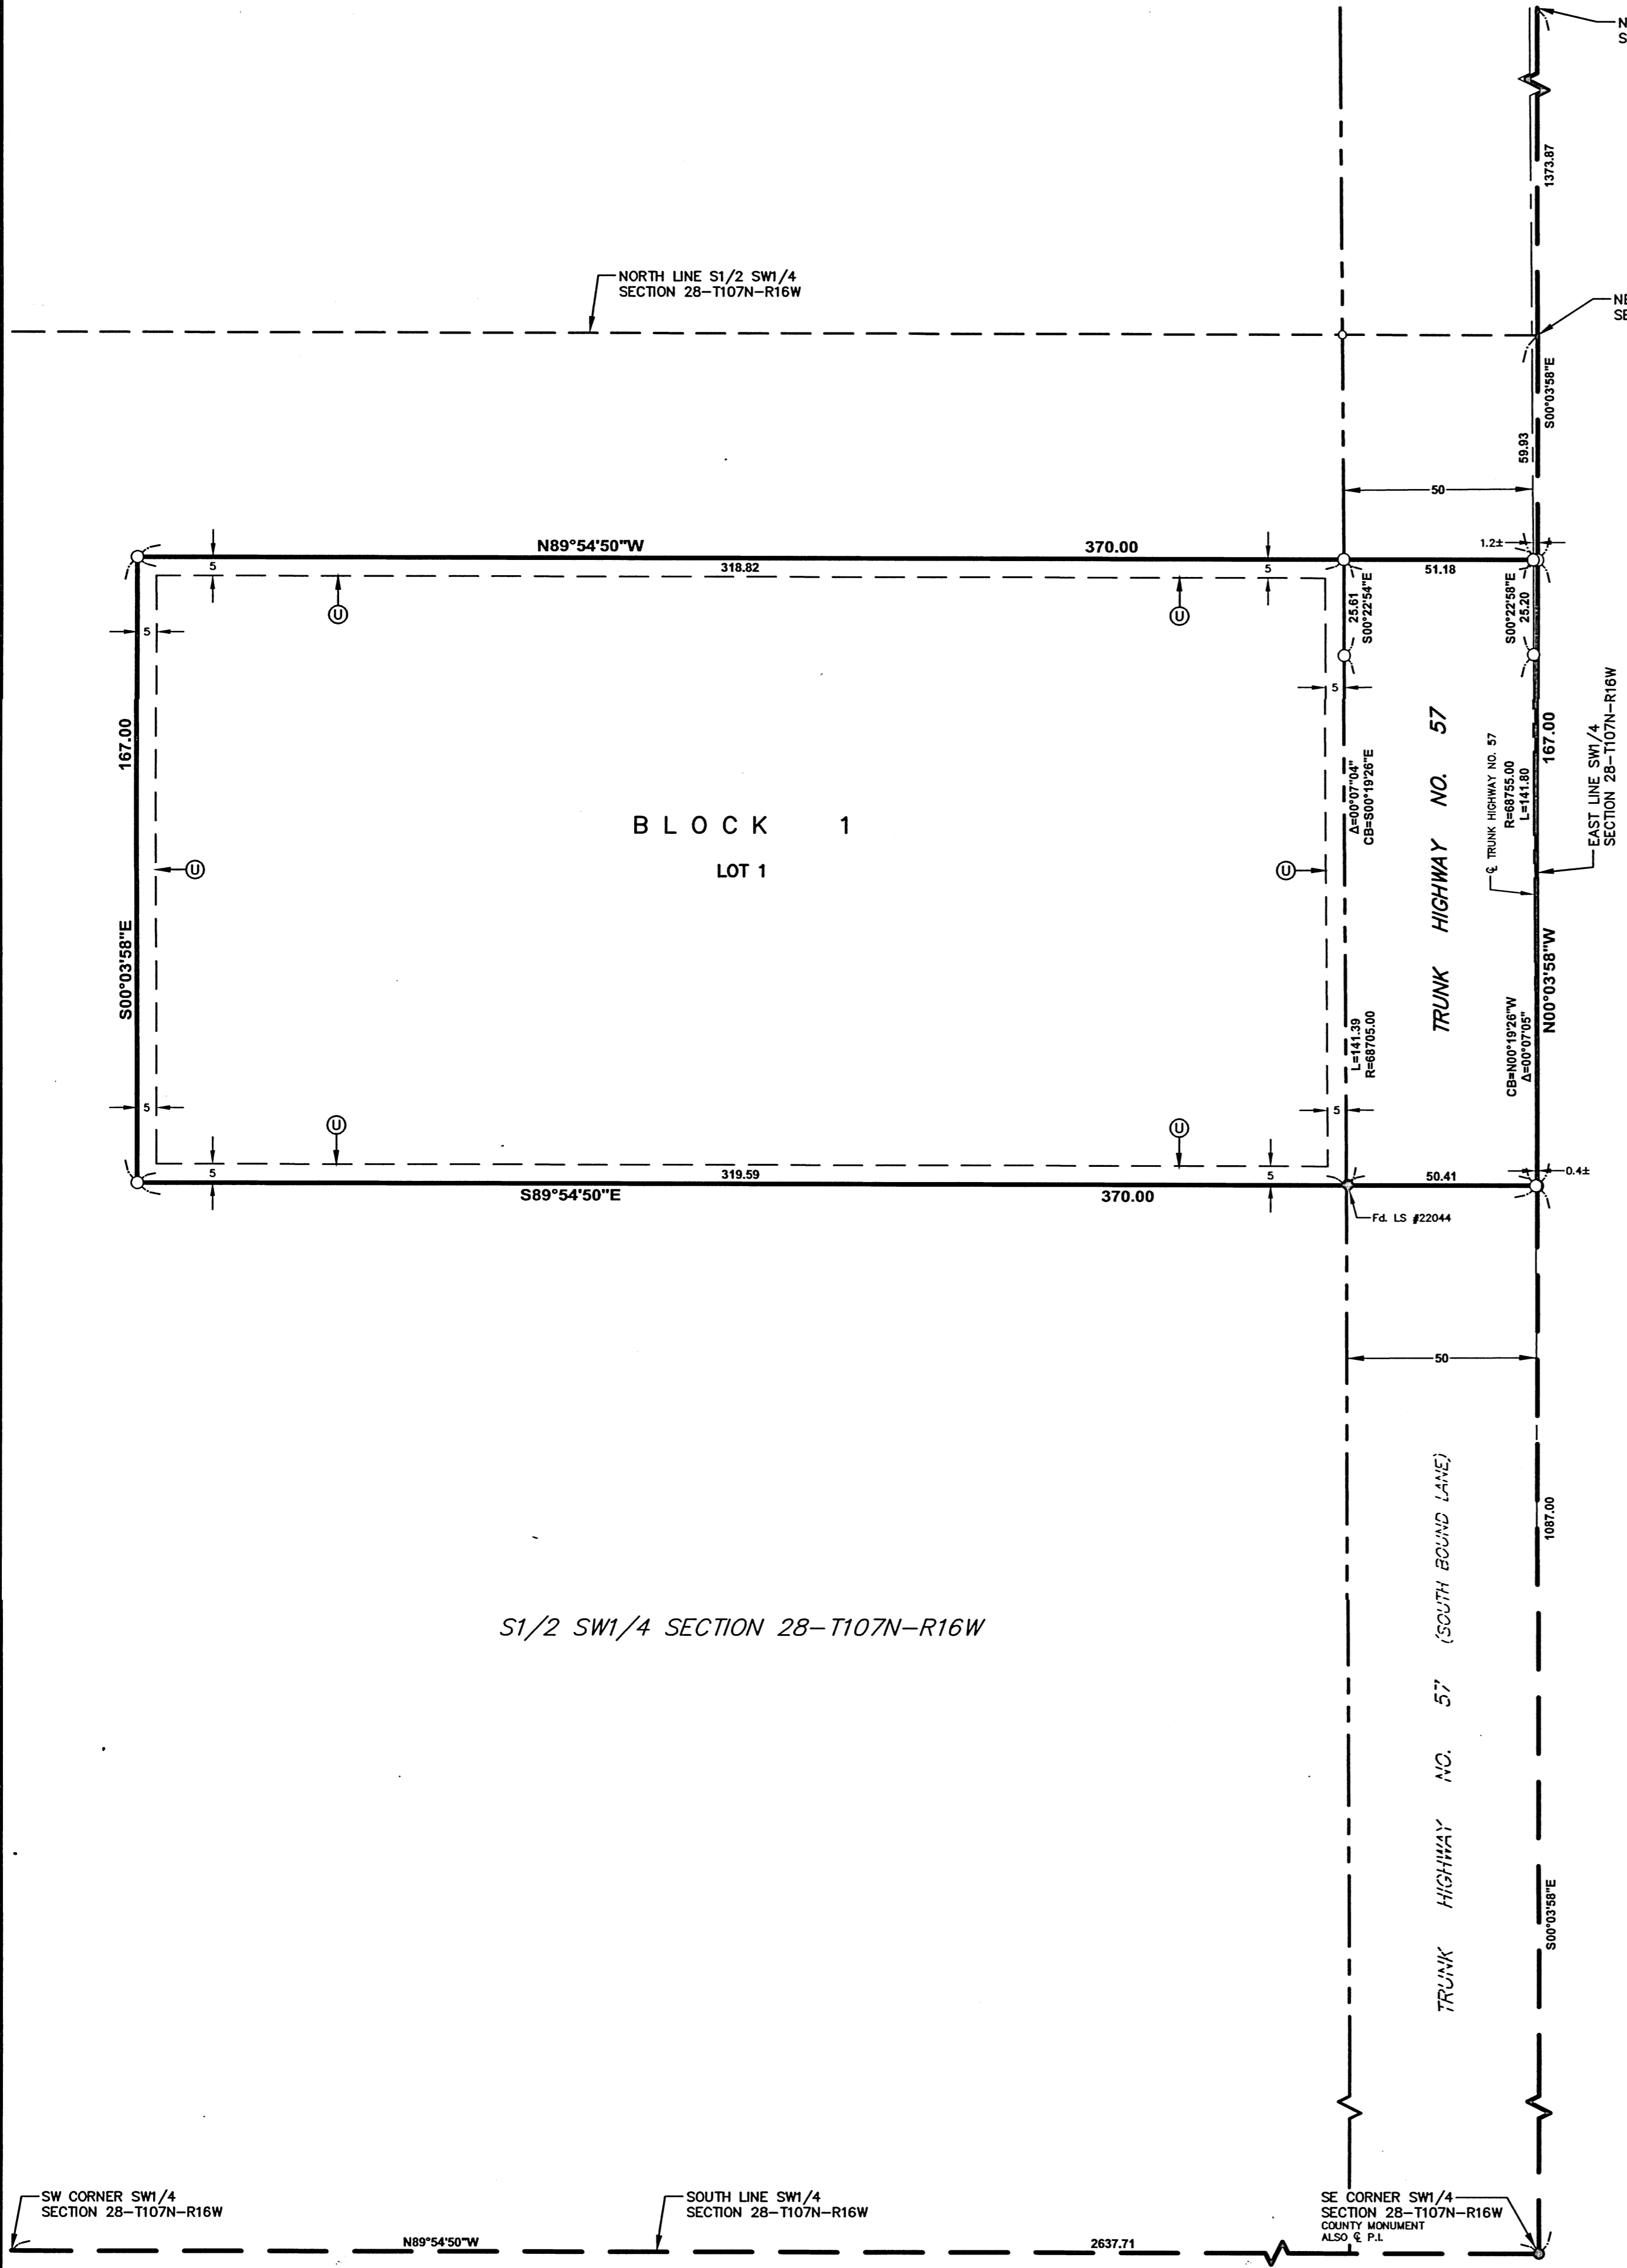 N
S
1373.87
NORTH LINE S1/2 SW1/4
SECTION 28-T107N-R16W
NE
SE
S00°03'58"E
59.93
50
N89°54'50"W
370.00
1.2±
5
318.82
5
51.18
25.61
S00°22'54"E
S00°22'58"E
25.20
U
U
5
5
167.00
S00°03'58"E
BLOCK 1
LOT 1
U
U
Δ=00°07'04"
CB=S00°19'26"E
L=141.39
R=68705.00
TRUNK HIGHWAY NO. 57
℄ TRUNK HIGHWAY NO. 57
R=68755.00
L=141.80
CB=N00°19'26"W
Δ=00°07'05"
167.00
N00°03'58"W
EAST LINE SW1/4
SECTION 28-T107N-R16W
5
5
U
U
5
319.59
5
50.41
0.4±
S89°54'50"E
370.00
Fd. LS #22044
50
TRUNK HIGHWAY NO. 57 (SOUTH BOUND LANE)
1087.00
S00°03'58"E
S1/2 SW1/4 SECTION 28-T107N-R16W
SW CORNER SW1/4
SECTION 28-T107N-R16W
SOUTH LINE SW1/4
SECTION 28-T107N-R16W
SE CORNER SW1/4
SECTION 28-T107N-R16W
COUNTY MONUMENT
ALSO ℄ P.I.
N89°54'50"W
2637.71